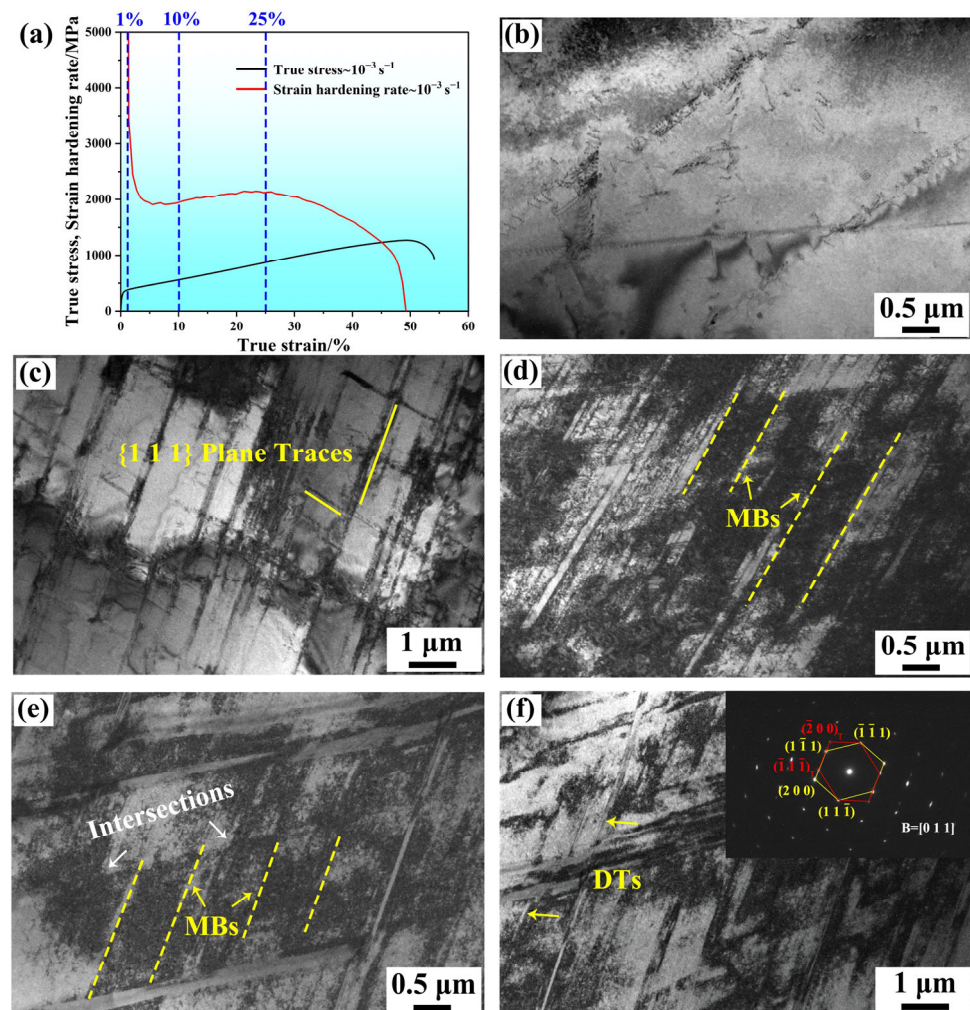 (a)
1% 10% 25%
True stress, Strain hardening rate/MPa
5000
4000
3000
2000
1000
0
True stress~10⁻³ s⁻¹
Strain hardening rate~10⁻³ s⁻¹
0 10 20 30 40 50 60
True strain/%
(b)
0.5 μm
(c)
{1 1 1} Plane Traces
1 μm
(d)
MBs
0.5 μm
(e)
Intersections
MBs
0.5 μm
(f)
DTs
(2̄ 0 0)T
(1̄ 1̄ 1)
(1 1̄ 1)
(1̄ 1 1̄)T
(2 0 0)
(1 1 1̄)
B=[0 1 1]
1 μm